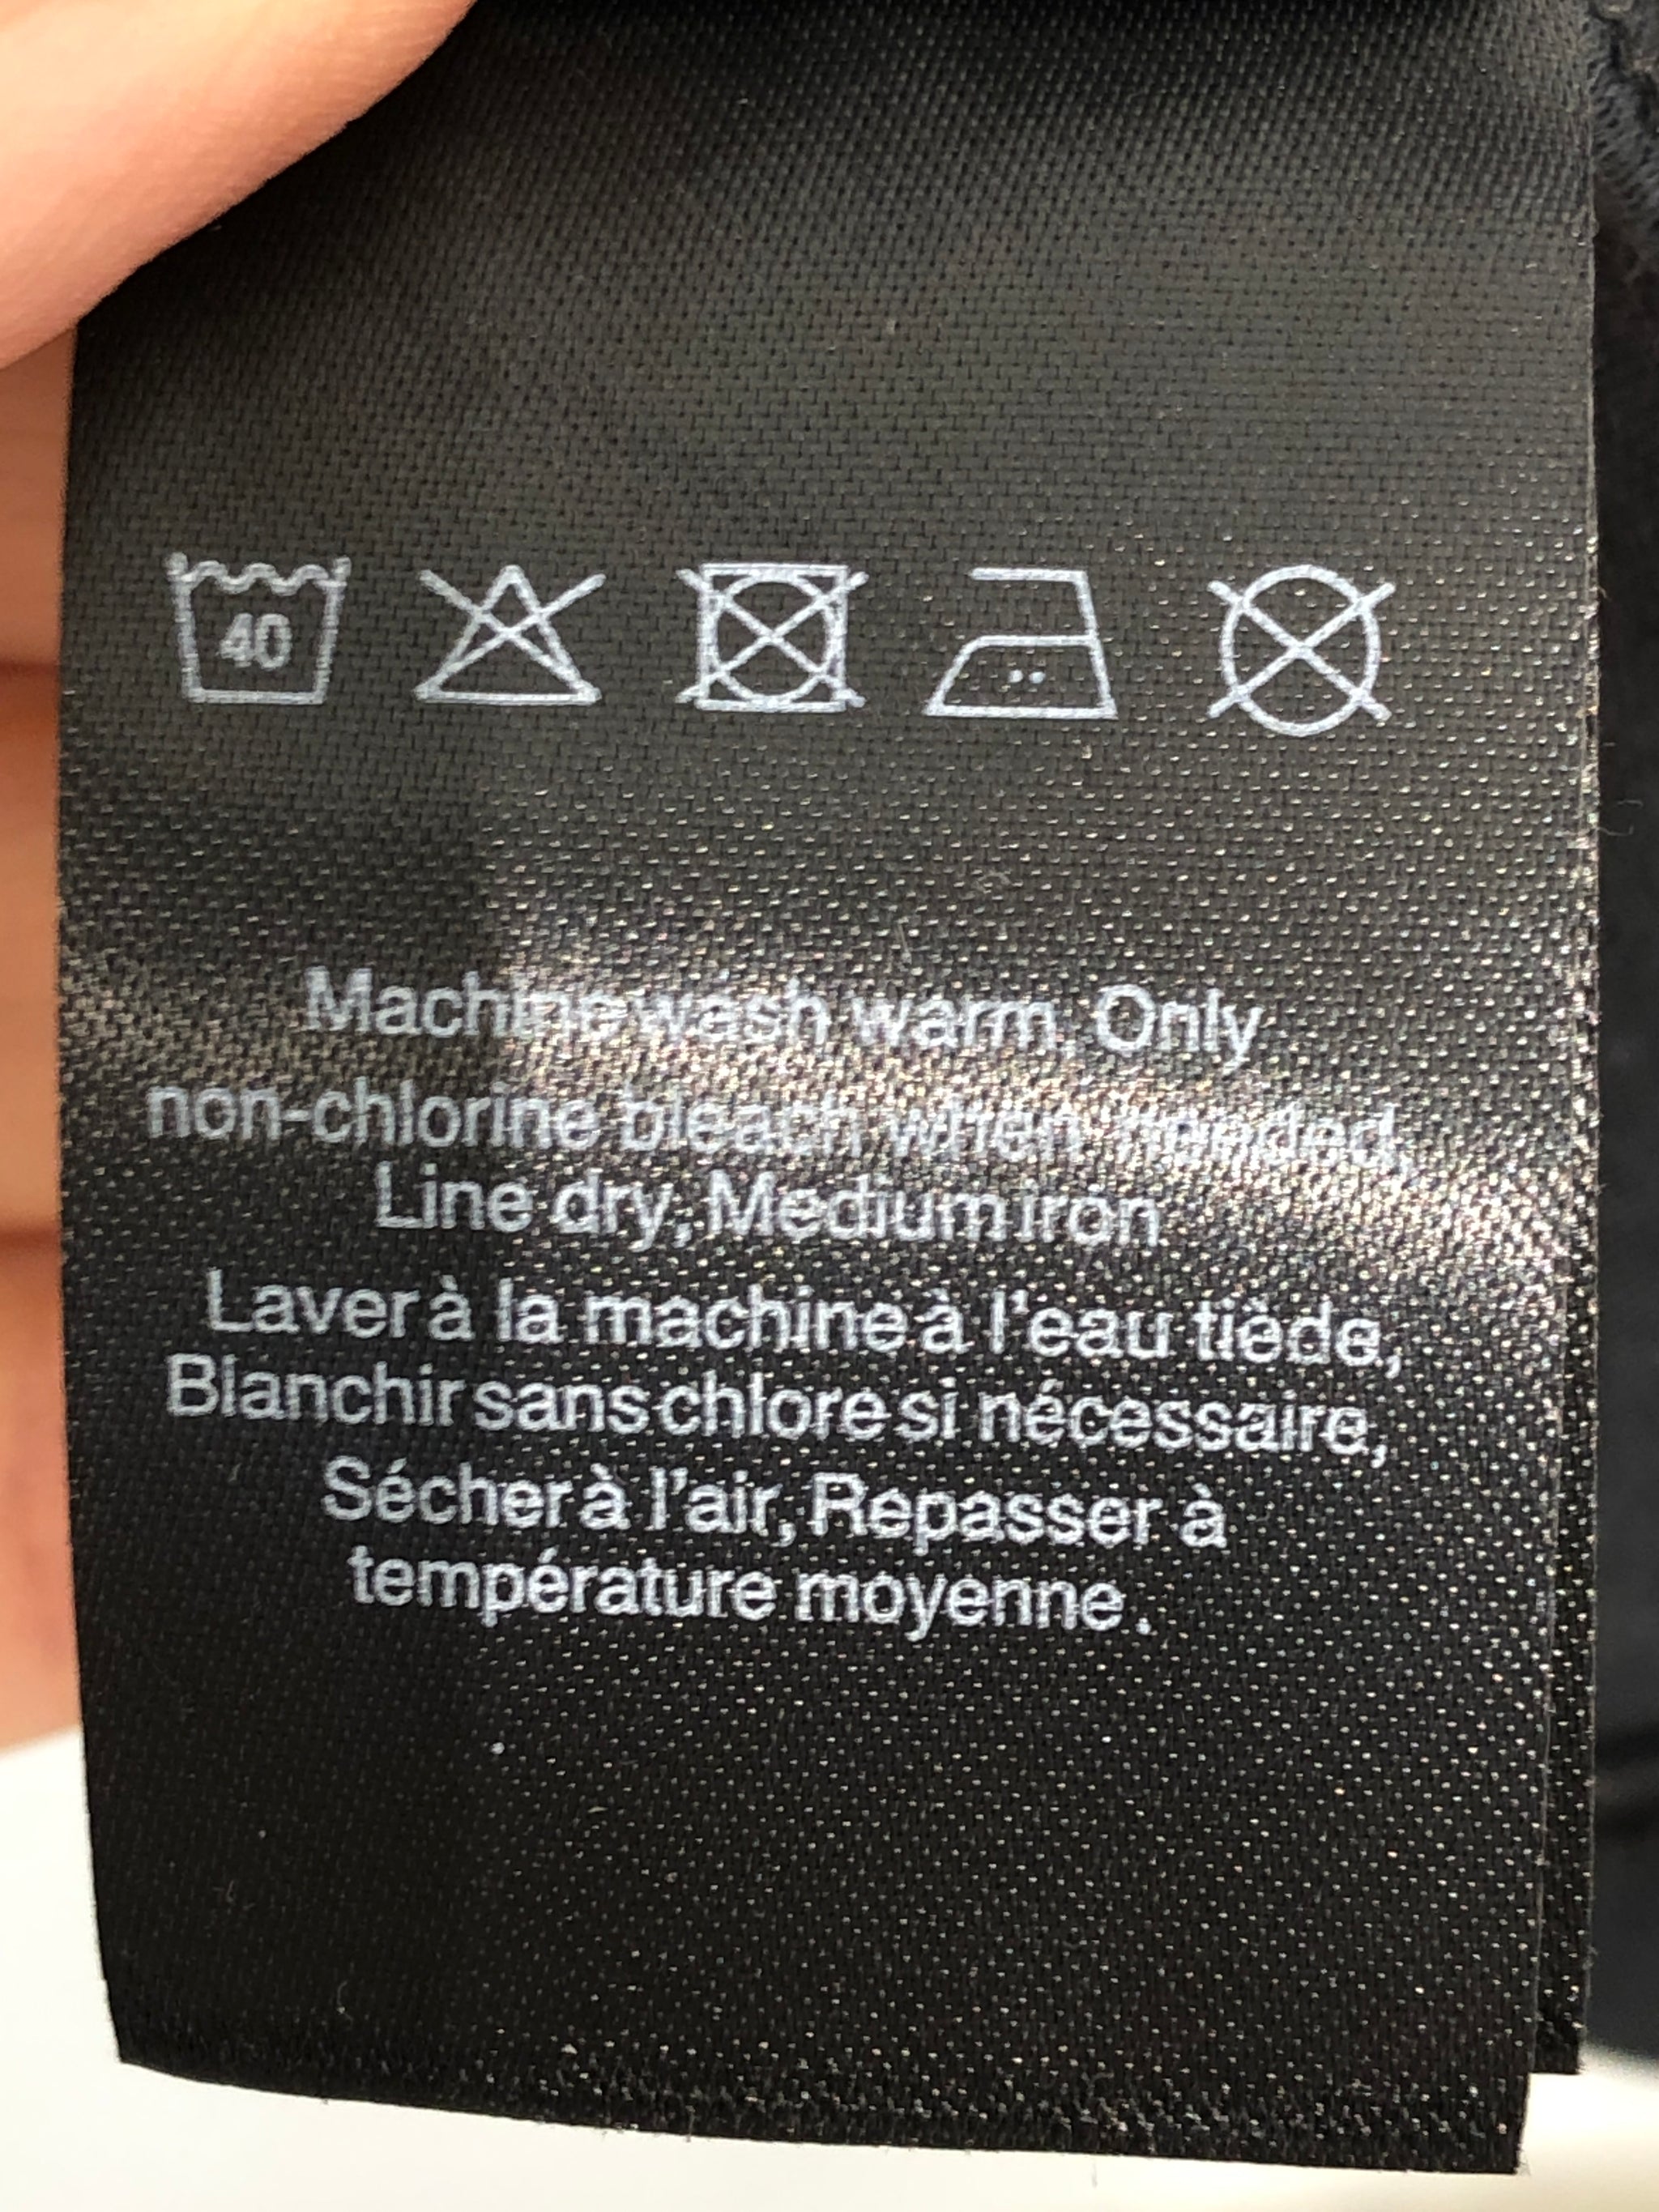 40
Machine wash warm, Only
non-chlorine bleach when needed,
Line dry, Medium iron
Laver à la machine à l'eau tiède,
Blanchir sans chlore si nécessaire,
Sécher à l'air, Repasser à
température moyenne.